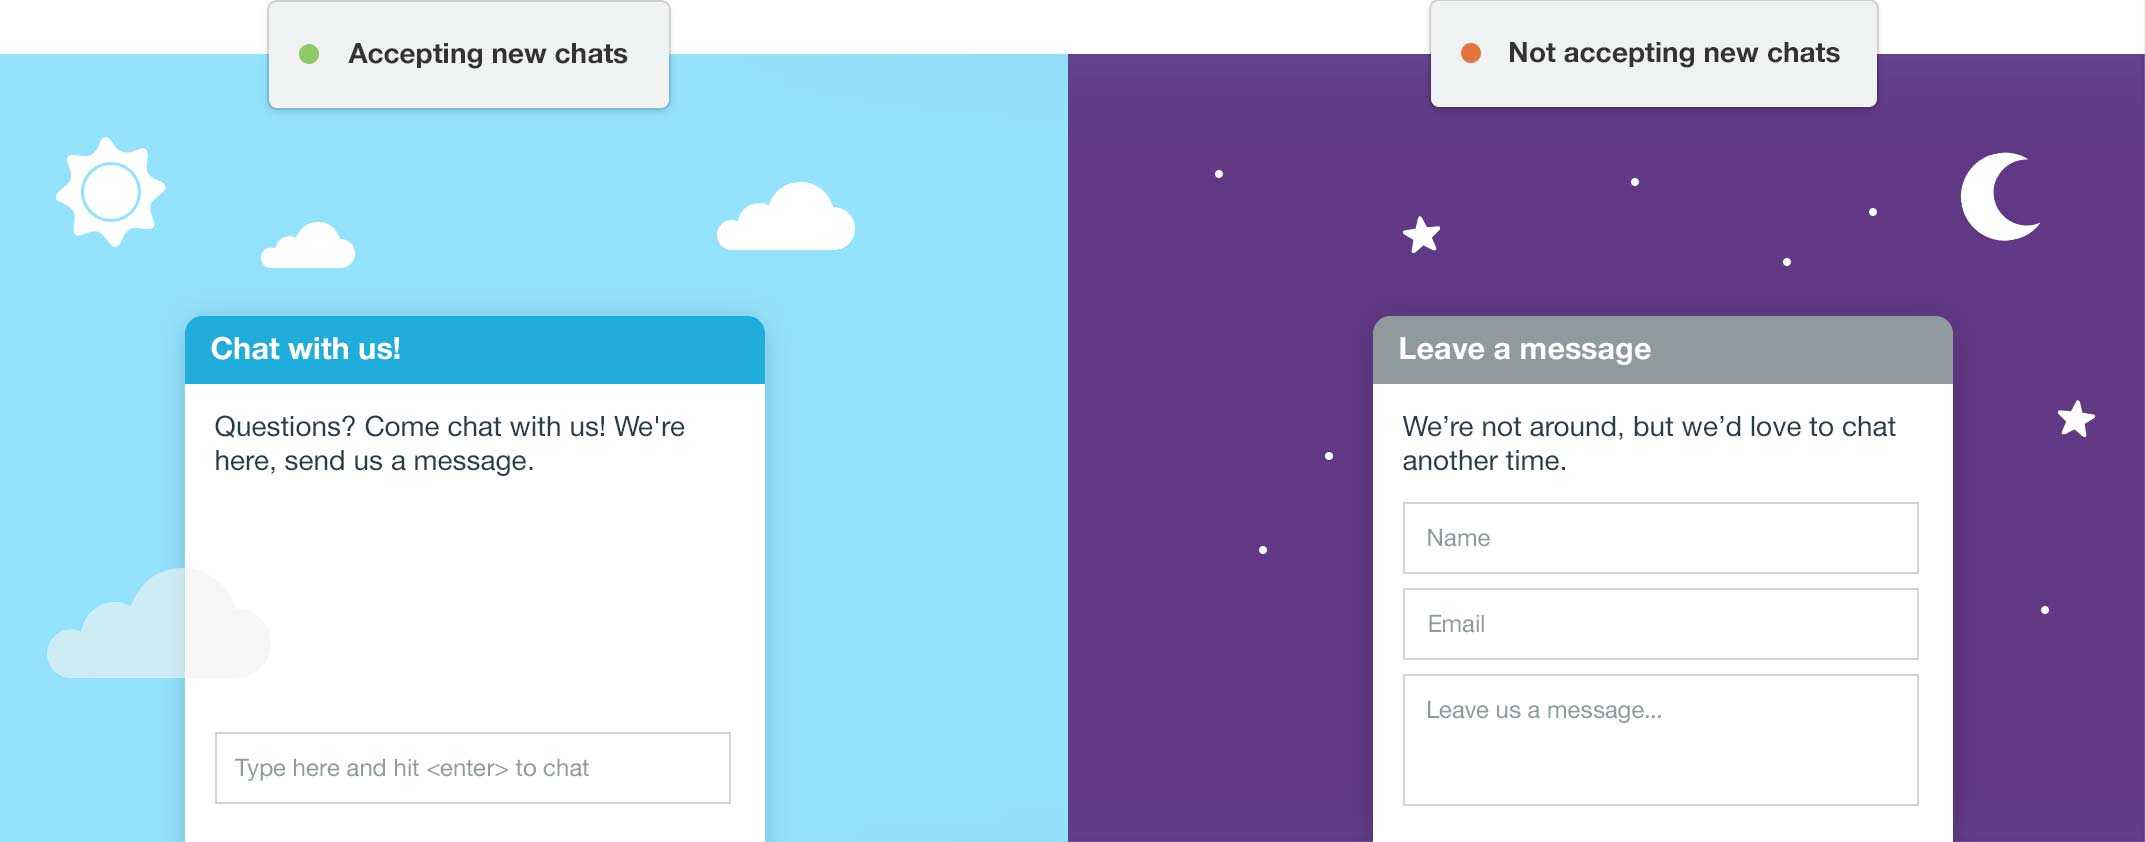 Accepting new chats
Chat with us!
Questions? Come chat with us! We're
here, send us a message.
Type here and hit <enter> to chat
Not accepting new chats
Leave a message
We’re not around, but we’d love to chat
another time.
Name
Email
Leave us a message...